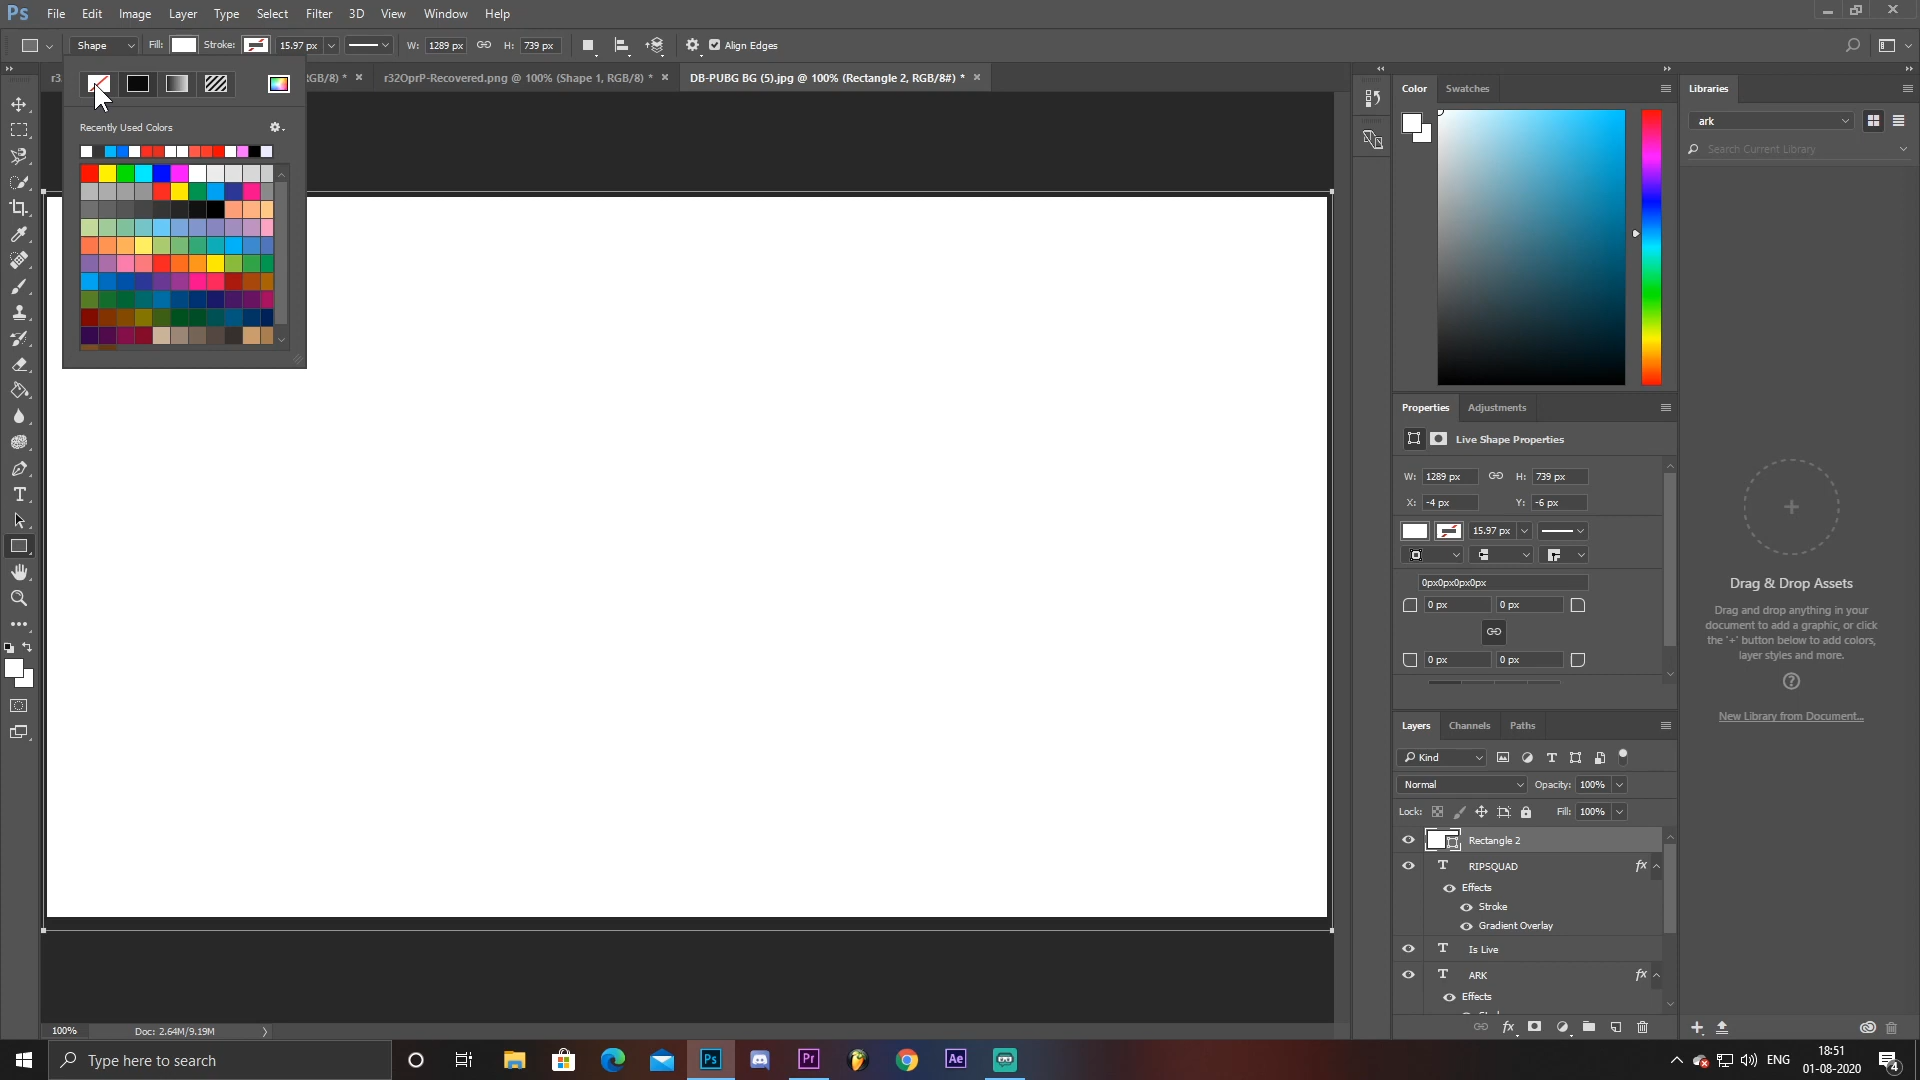 Ps File Edit Image Layer Type Select Filter 3D View Window Help
Shape Fill: Stroke: 15.97 px W: 1289 px H: 739 px Align Edges
r3 RGB/8) * × r32OprP-Recovered.png @ 100% (Shape 1, RGB/8) * × DB-PUBG BG (5).jpg @ 100% (Rectangle 2, RGB/8#) * ×
Recently Used Colors
Color Swatches
Properties Adjustments
Live Shape Properties
W: 1289 px H: 739 px
X: -4 px Y: -6 px
15.97 px
0px0px0px0px
0 px 0 px
0 px 0 px
Layers Channels Paths
Kind
Normal Opacity: 100%
Lock: Fill: 100%
Rectangle 2
RIPSQUAD fx
Effects
Stroke
Gradient Overlay
Is Live
ARK fx
Effects
Libraries
ark
Search Current Library
Drag & Drop Assets
Drag and drop anything in your
document to add a graphic, or click
the '+' button below to add colors,
layer styles and more.
New Library from Document...
100% Doc: 2.64M/9.19M
Type here to search
Ps Pr Ae
ENG
18:51
01-08-2020
4